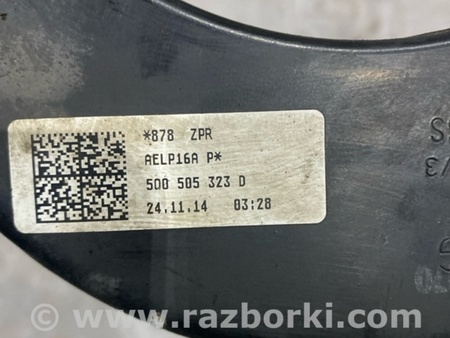 *878 ZPR
AELP16A P*
5Q0 505 323 D
24.11.14 03:28
www.razborki.com